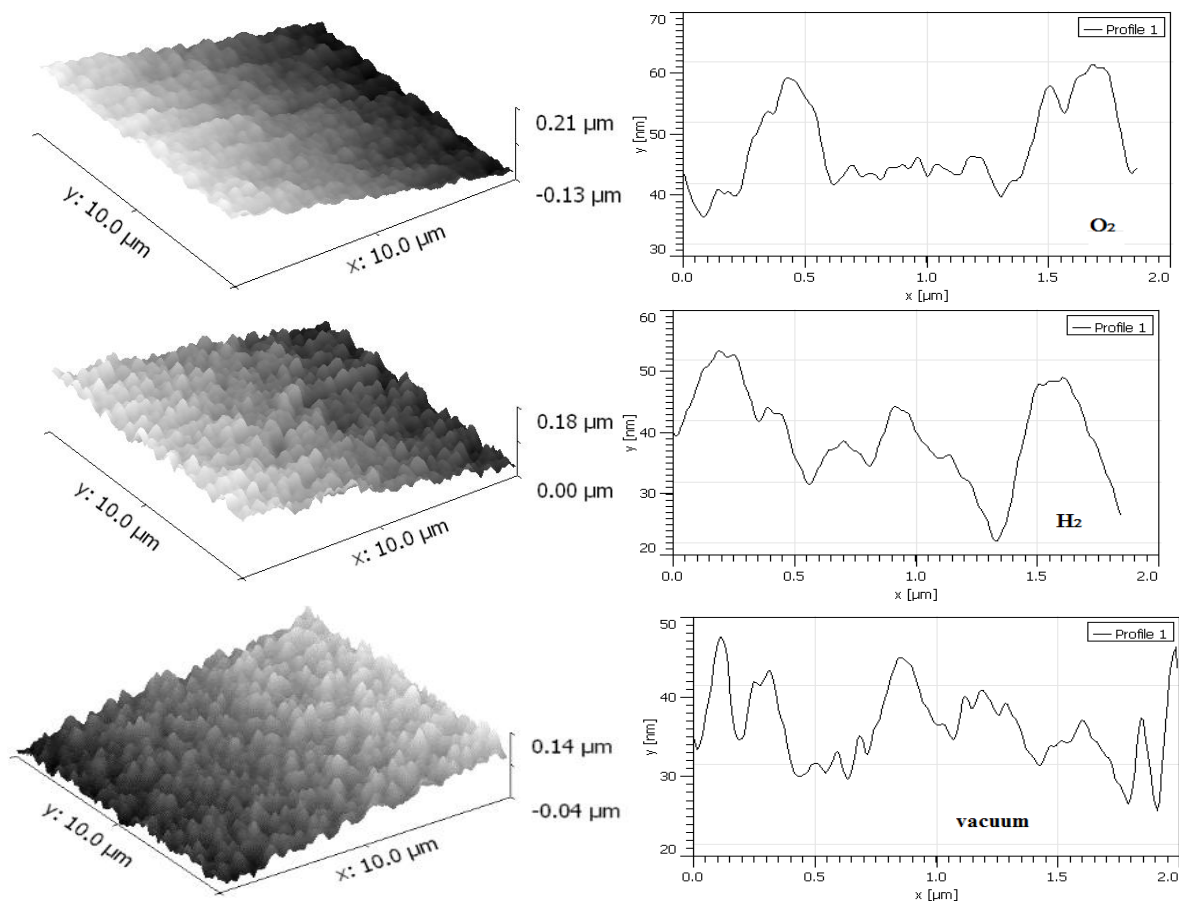 0.21 µm
-0.13 µm
y: 10.0 µm
x: 10.0 µm
70
60
50
40
30
y [nm]
Profile 1
O₂
0.0
0.5
1.0
1.5
2.0
x [µm]
0.18 µm
0.00 µm
y: 10.0 µm
x: 10.0 µm
60
50
40
30
20
y [nm]
Profile 1
H₂
0.0
0.5
1.0
1.5
2.0
x [µm]
0.14 µm
-0.04 µm
y: 10.0 µm
x: 10.0 µm
50
40
30
20
y [nm]
Profile 1
vacuum
0.0
0.5
1.0
1.5
2.0
x [µm]